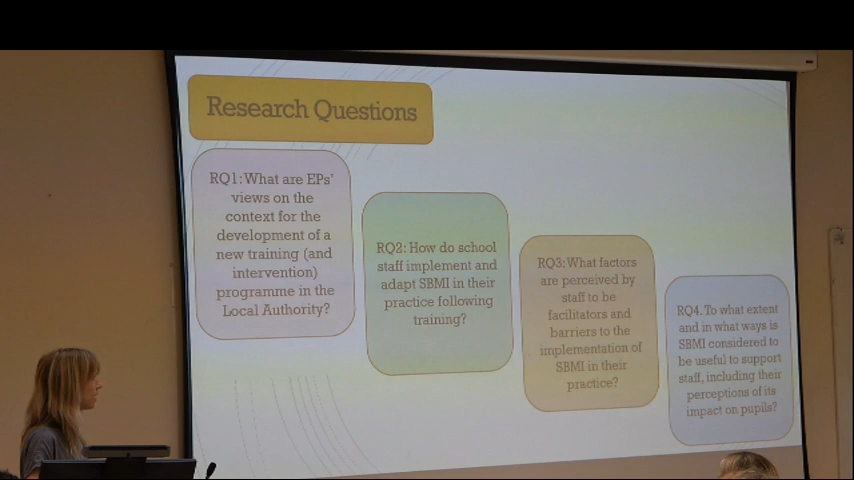 Research Questions
RQ1: What are EPs'
views on the
context for the
development of a
new training (and
intervention)
programme in the
Local Authority?
RQ2: How do school
staff implement and
adapt SBMI in their
practice following
training?
RQ3: What factors
are perceived by
staff to be
facilitators and
barriers to the
implementation of
SBMI in their
practice?
RQ4. To what extent
and in what ways is
SBMI considered to
be useful to support
staff, including their
perceptions of its
impact on pupils?